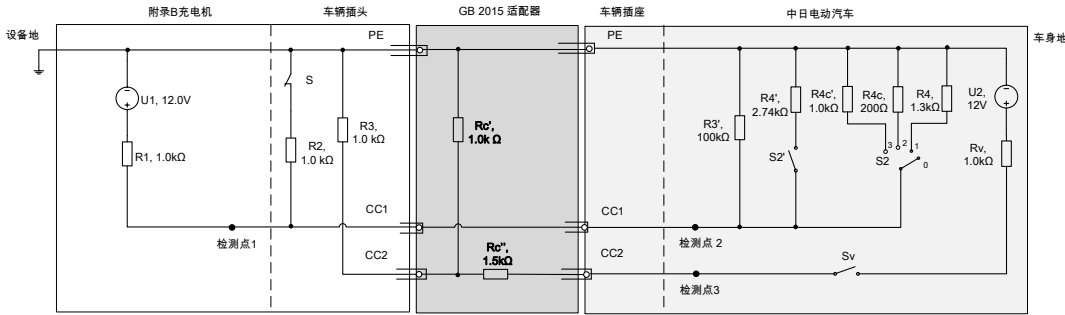 附录B充电机
车辆插头
GB 2015 适配器
车辆插座
中日电动汽车
设备地
PE
PE
车身地
S
U1, 12.0V
R1, 1.0kΩ
R2,
1.0 kΩ
R3,
1.0 kΩ
Rc',
1.0k Ω
R3',
100kΩ
R4',
2.74kΩ
R4c',
1.0kΩ
R4c,
200Ω
R4,
1.3kΩ
U2,
12V
Rv,
1.0kΩ
S2'
S2
3
2
1
0
CC1
CC1
检测点1
检测点 2
CC2
CC2
Rc",
1.5kΩ
Sv
检测点3